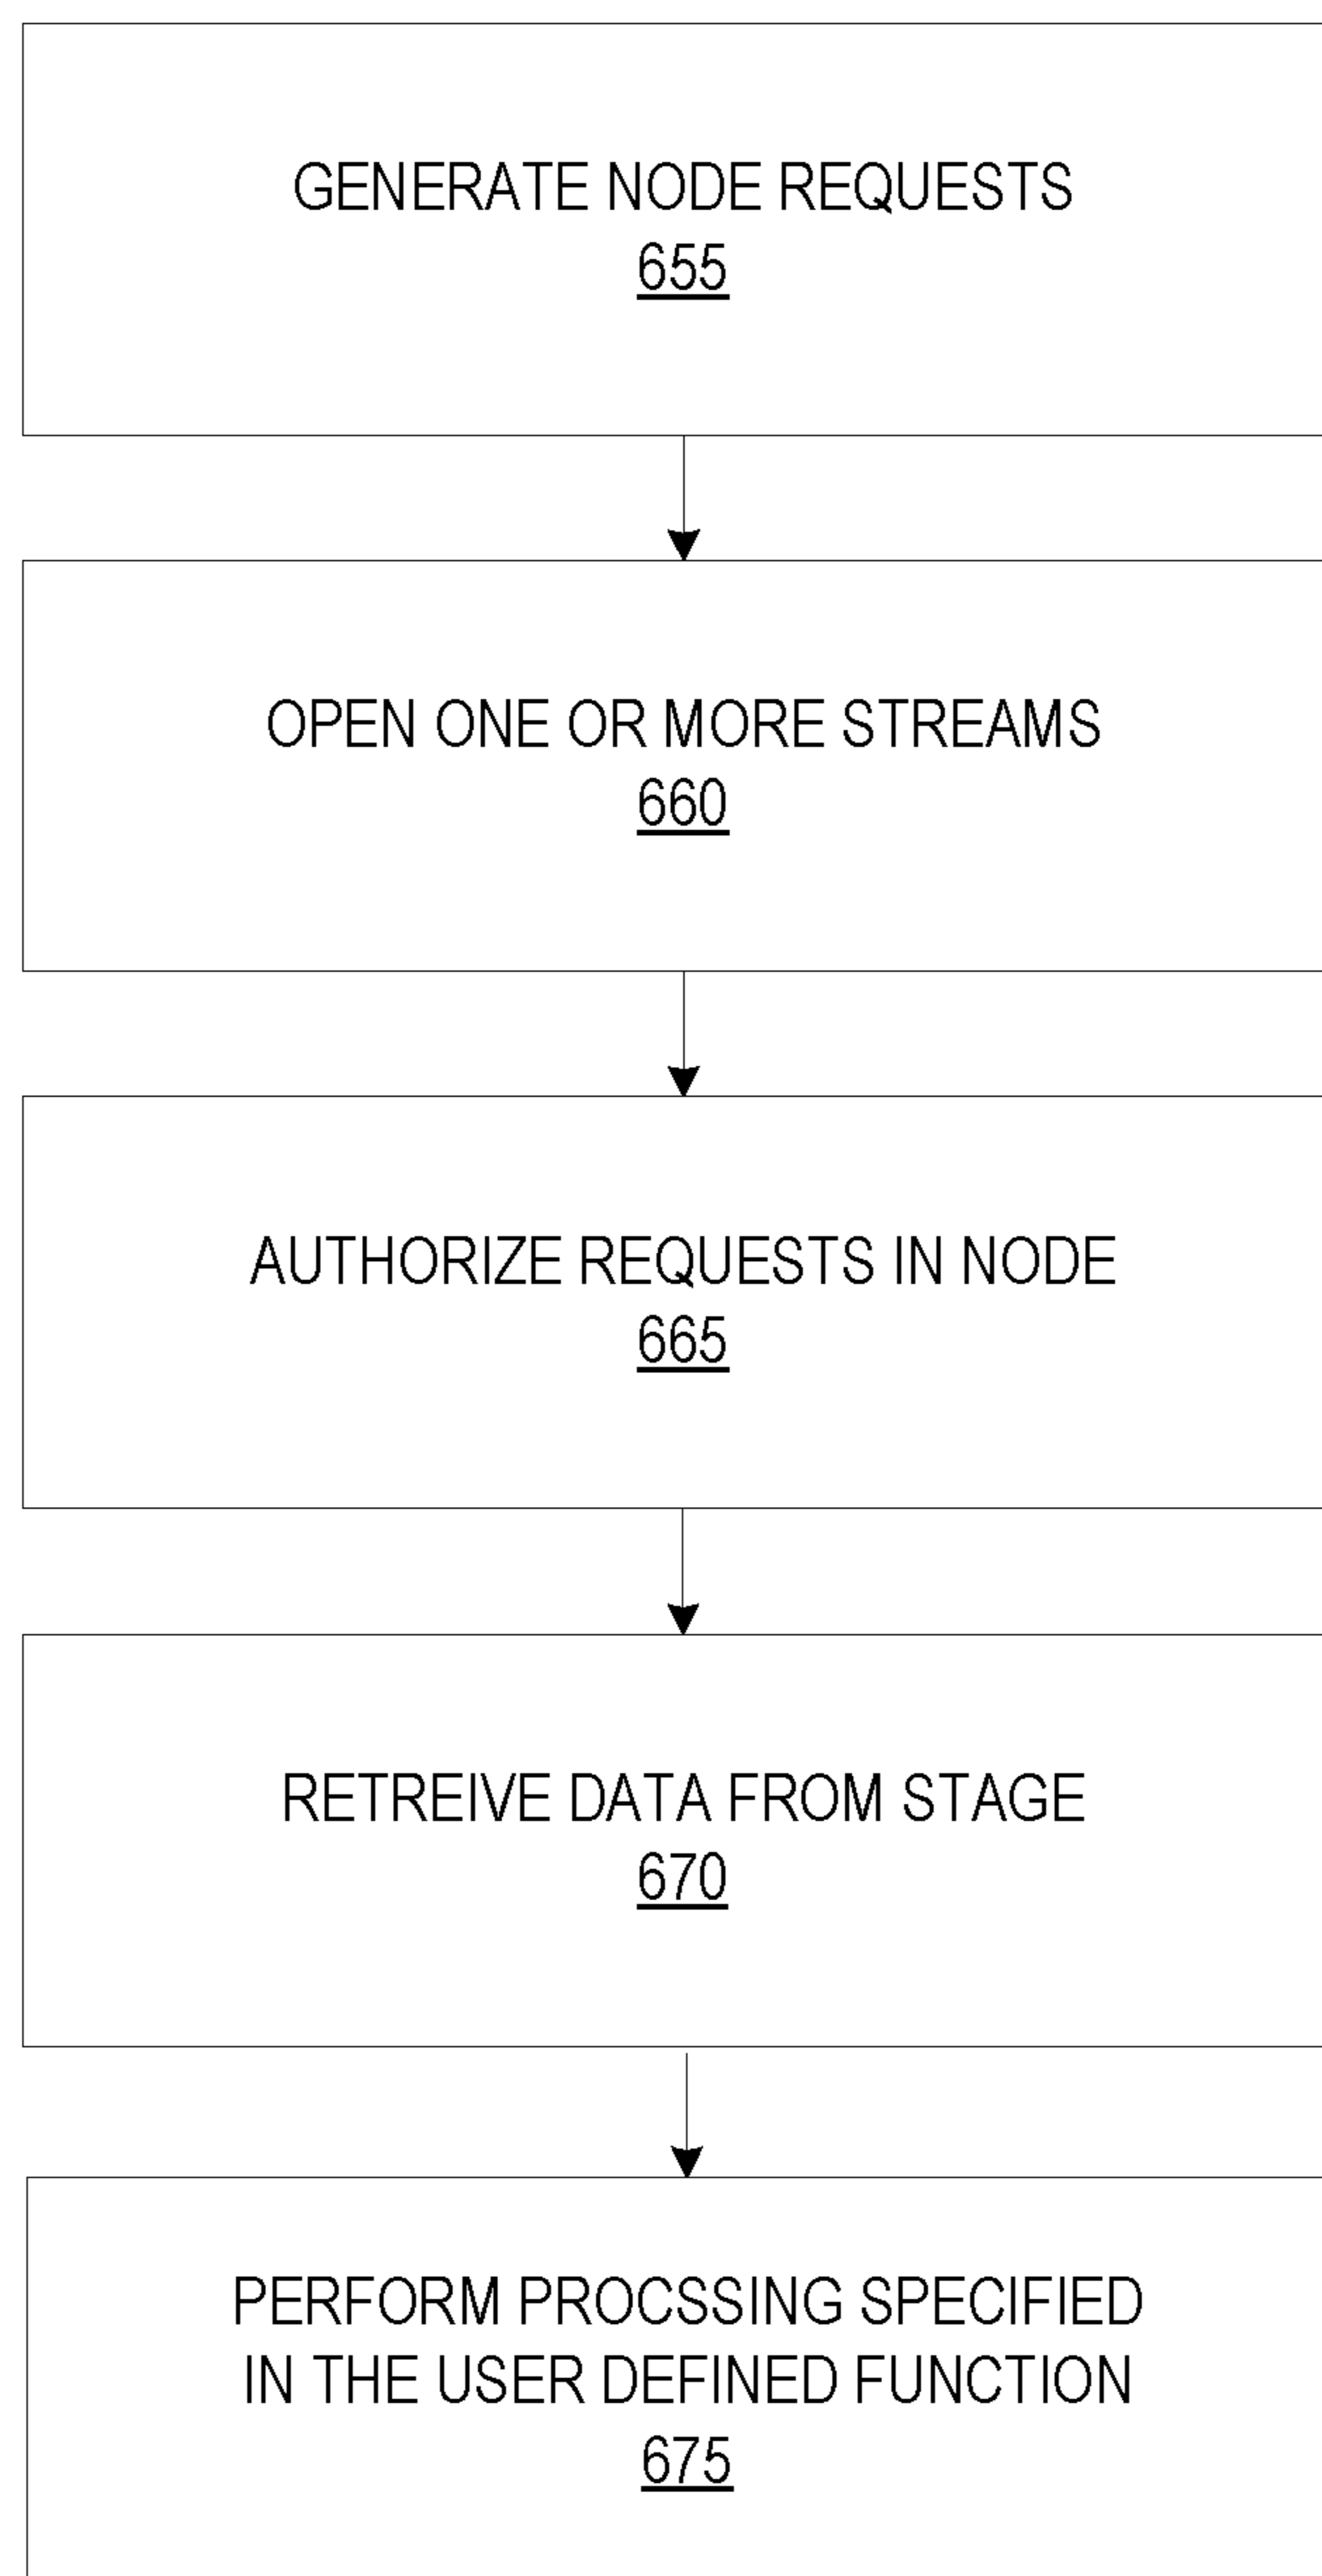 GENERATE NODE REQUESTS
655
OPEN ONE OR MORE STREAMS
660
AUTHORIZE REQUESTS IN NODE
665
RETREIVE DATA FROM STAGE
670
PERFORM PROCSSING SPECIFIED
IN THE USER DEFINED FUNCTION
675